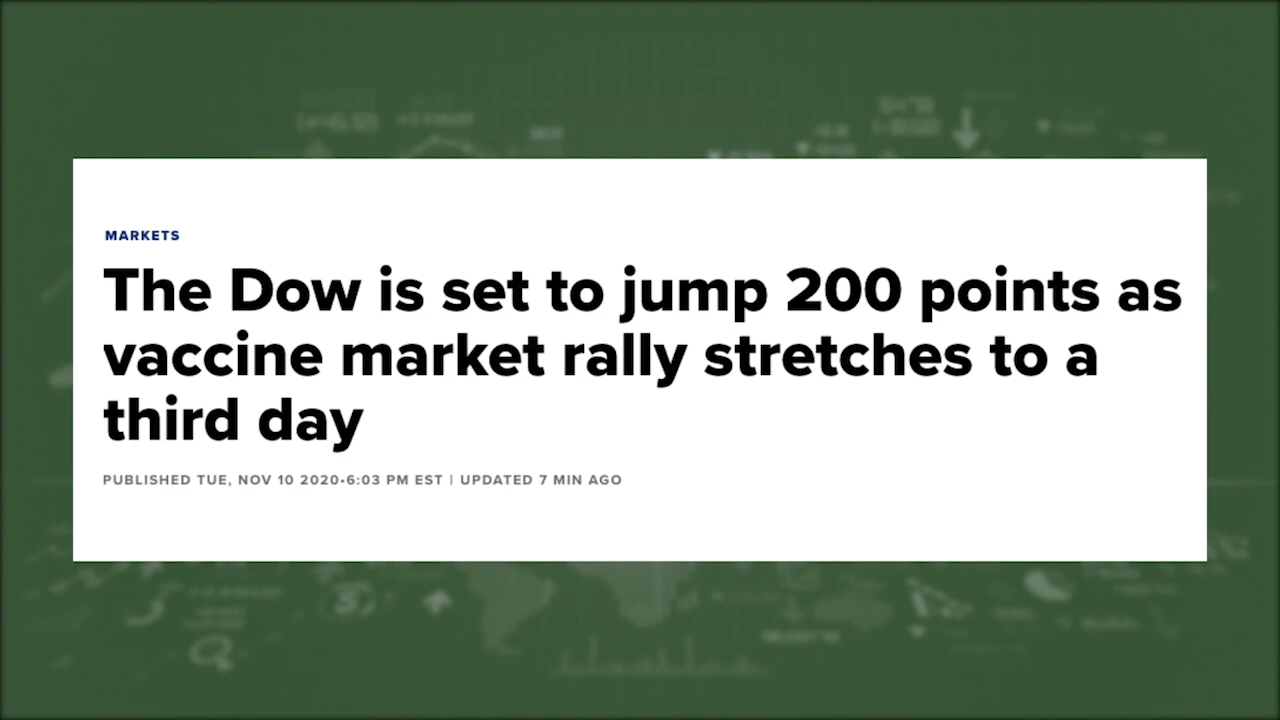 MARKETS
The Dow is set to jump 200 points as
vaccine market rally stretches to a
third day
PUBLISHED TUE, NOV 10 2020•6:03 PM EST | UPDATED 7 MIN AGO